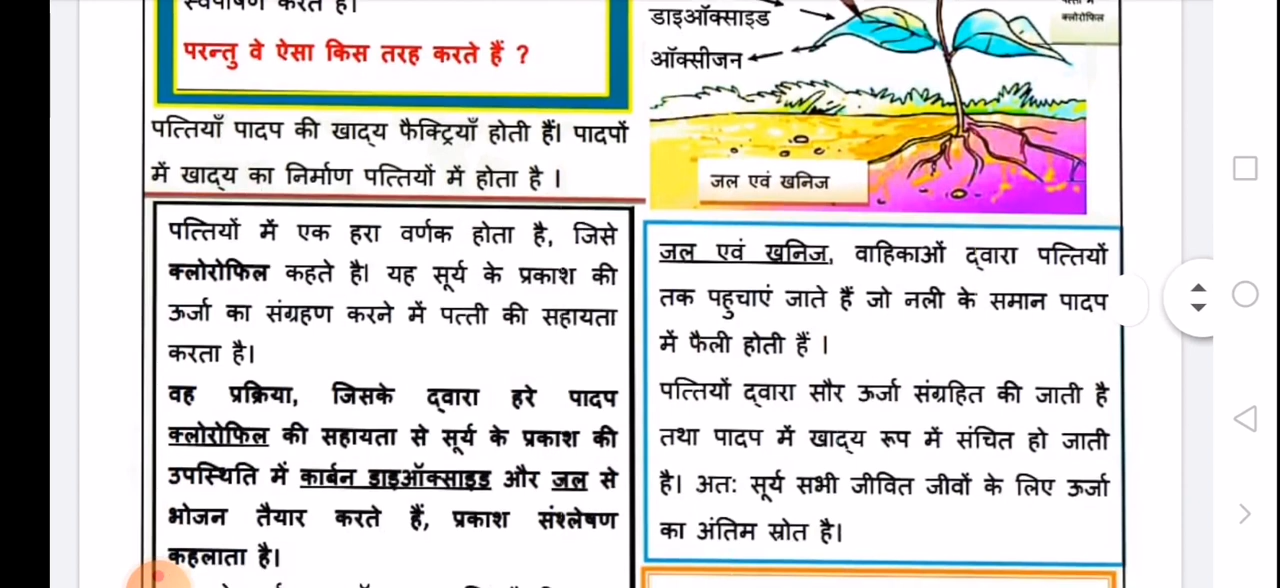 स्वपोषण करते हैं।
परन्तु वे ऐसा किस तरह करते हैं ?
पत्तियाँ पादप की खाद्य फैक्ट्रियाँ होती हैं। पादपों
में खाद्य का निर्माण पत्तियों में होता है ।
पत्तियों में एक हरा वर्णक होता है, जिसे
क्लोरोफिल कहते है। यह सूर्य के प्रकाश की
ऊर्जा का संग्रहण करने में पत्ती की सहायता
करता है।
वह प्रक्रिया, जिसके द्वारा हरे पादप
क्लोरोफिल की सहायता से सूर्य के प्रकाश की
उपस्थिति में कार्बन डाइऑक्साइड और जल से
भोजन तैयार करते हैं, प्रकाश संश्लेषण
कहलाता है।
डाइऑक्साइड
ऑक्सीजन
क्लोरोफिल
जल एवं खनिज
जल एवं खनिज, वाहिकाओं द्वारा पत्तियों
तक पहुचाएं जाते हैं जो नली के समान पादप
में फैली होती हैं ।
पत्तियों द्वारा सौर ऊर्जा संग्रहित की जाती है
तथा पादप में खाद्य रूप में संचित हो जाती
है। अतः सूर्य सभी जीवित जीवों के लिए ऊर्जा
का अंतिम स्रोत है।